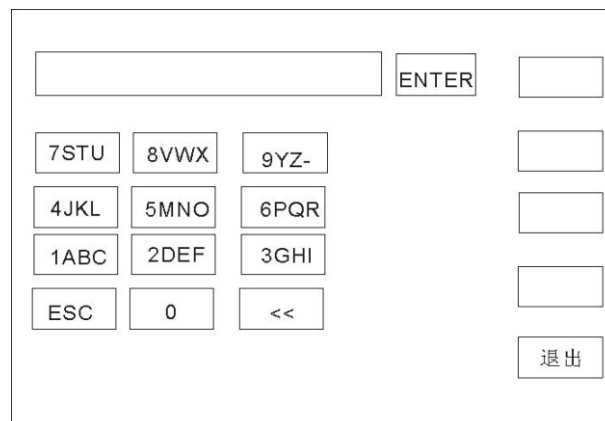 ENTER
7STU 8VWX 9YZ-
4JKL 5MNO 6PQR
1ABC 2DEF 3GHI
ESC 0 <<
退出